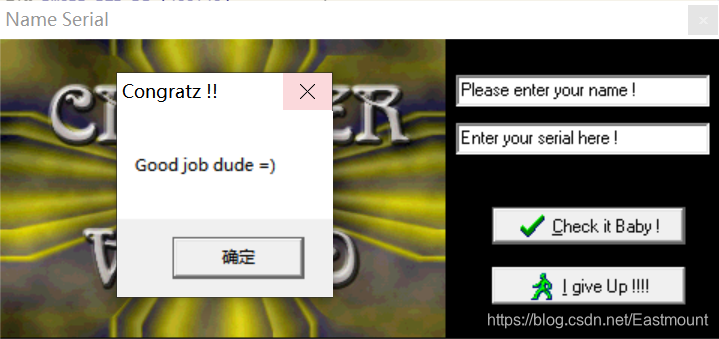 Name Serial
Congratz !!
Good job dude =)
确定
Please enter your name !
Enter your serial here !
Check it Baby !
I give Up !!!!
https://blog.csdn.net/Eastmount